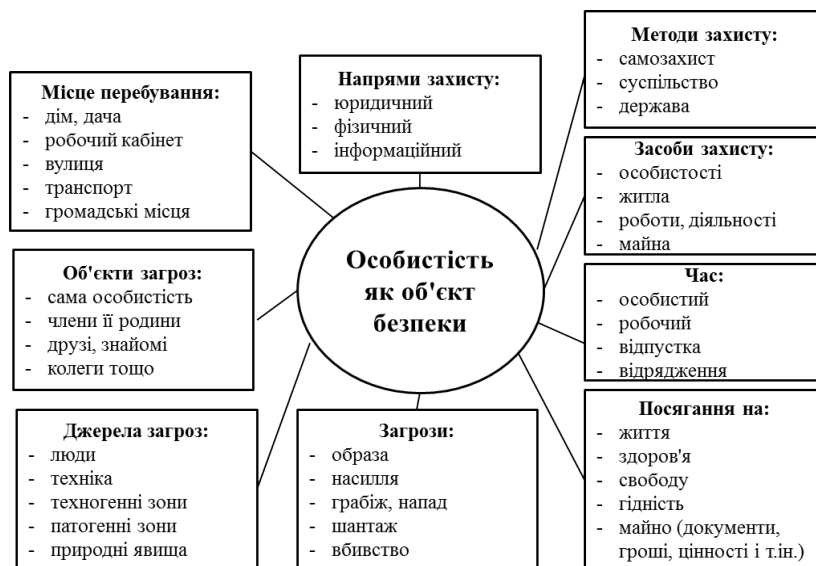 Методи захисту:
- самозахист
- суспільство
- держава
Напрями захисту:
- юридичний
- фізичний
- інформаційний
Місце перебування:
- дім, дача
- робочий кабінет
- вулиця
- транспорт
- громадські місця
Засоби захисту:
- особистості
- житла
- роботи, діяльності
- майна
Особистість
як об'єкт
безпеки
Об'єкти загроз:
- сама особистість
- члени її родини
- друзі, знайомі
- колеги тощо
Час:
- особистий
- робочий
- відпустка
- відрядження
Джерела загроз:
- люди
- техніка
- техногенні зони
- патогенні зони
- природні явища
Загрози:
- образа
- насилля
- грабіж, напад
- шантаж
- вбивство
Посягання на:
- життя
- здоров'я
- свободу
- гідність
- майно (документи,
гроші, цінності і т.ін.)